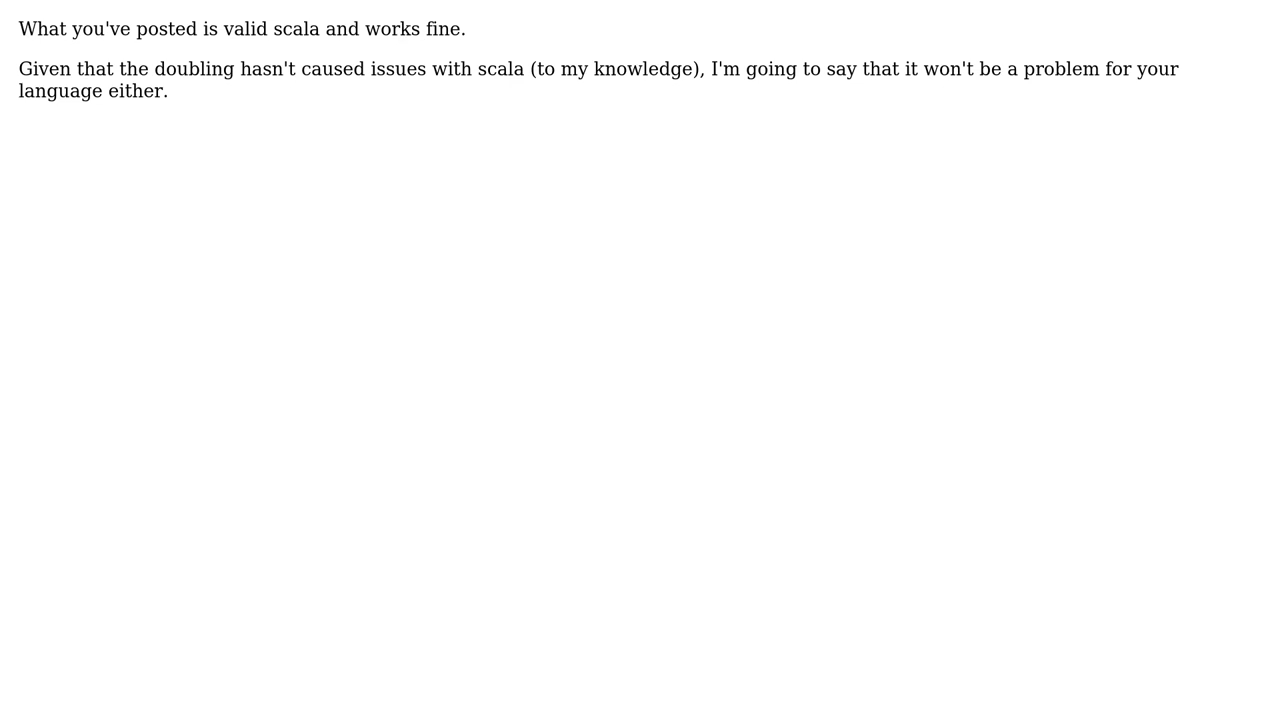 What you've posted is valid scala and works fine.
Given that the doubling hasn't caused issues with scala (to my knowledge), I'm going to say that it won't be a problem for your
language either.